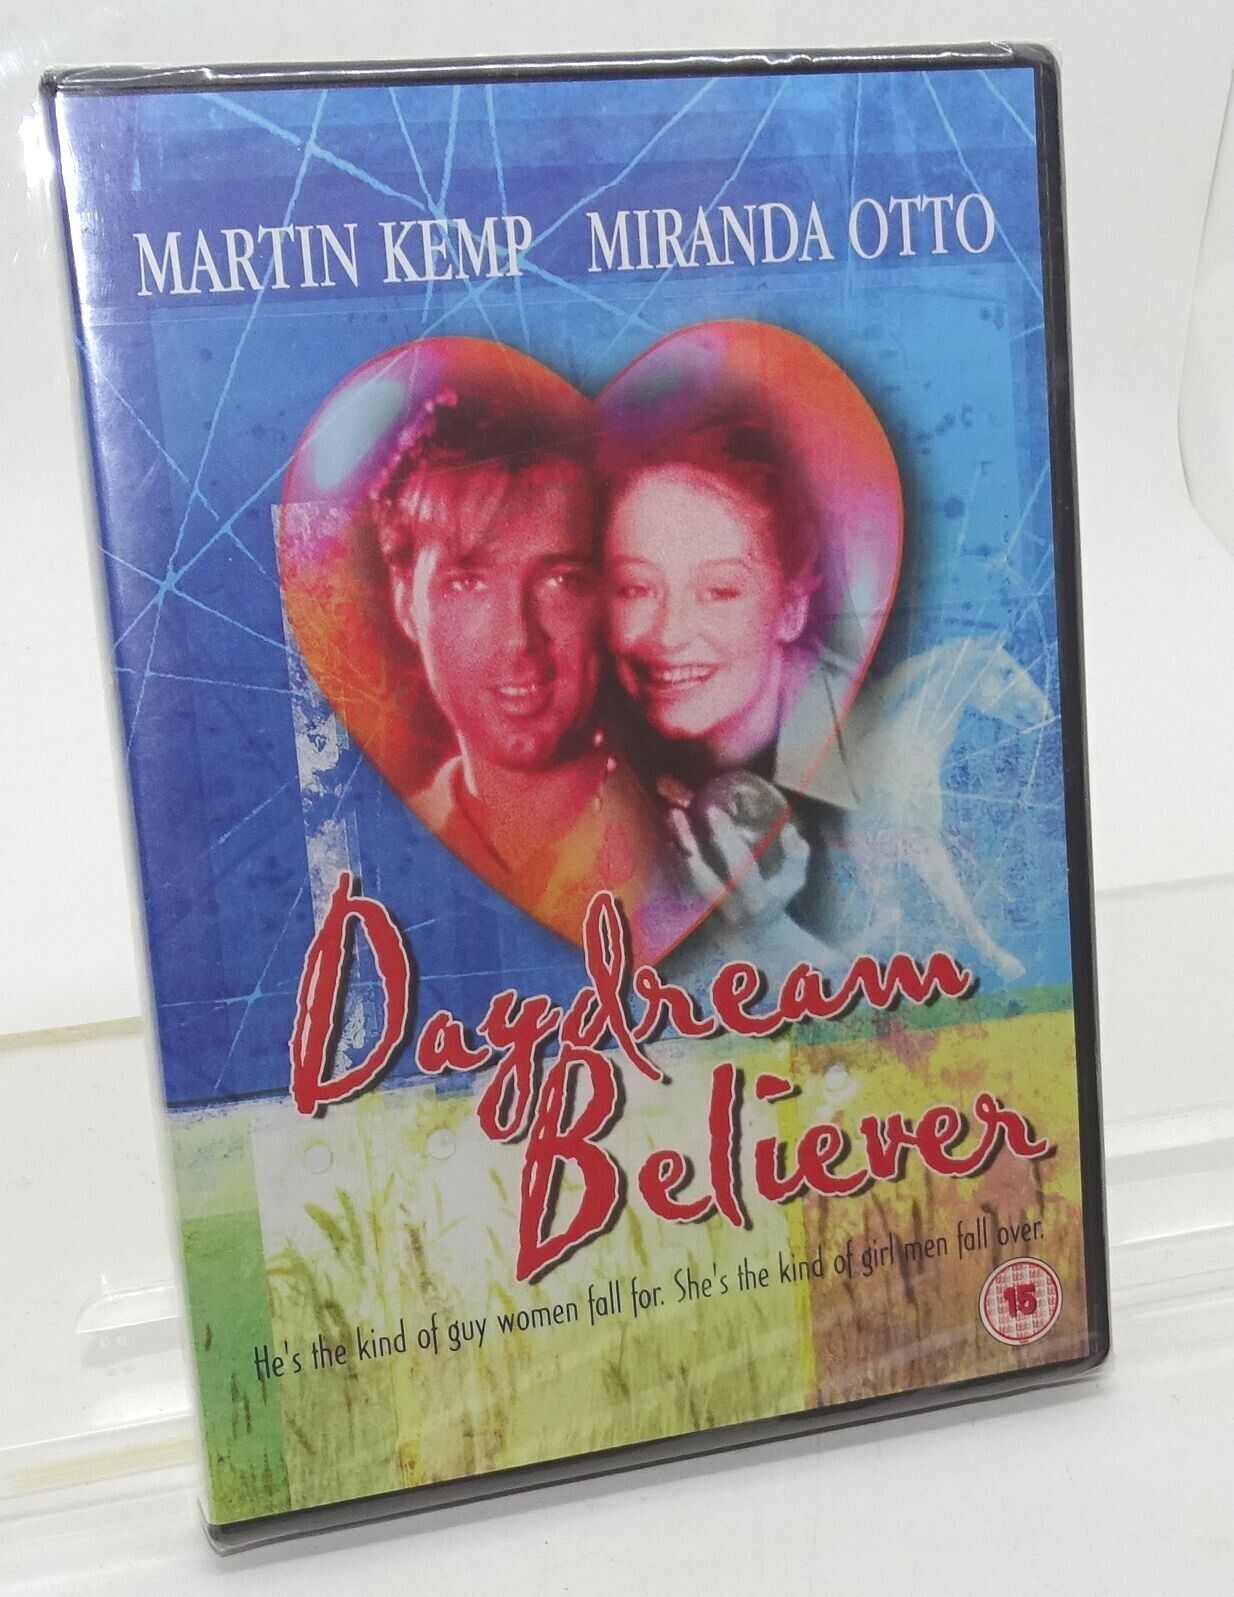 MARTIN KEMP MIRANDA OTTO
Daydream
Believer
He's the kind of guy women fall for. She's the kind of girl men fall over.
15